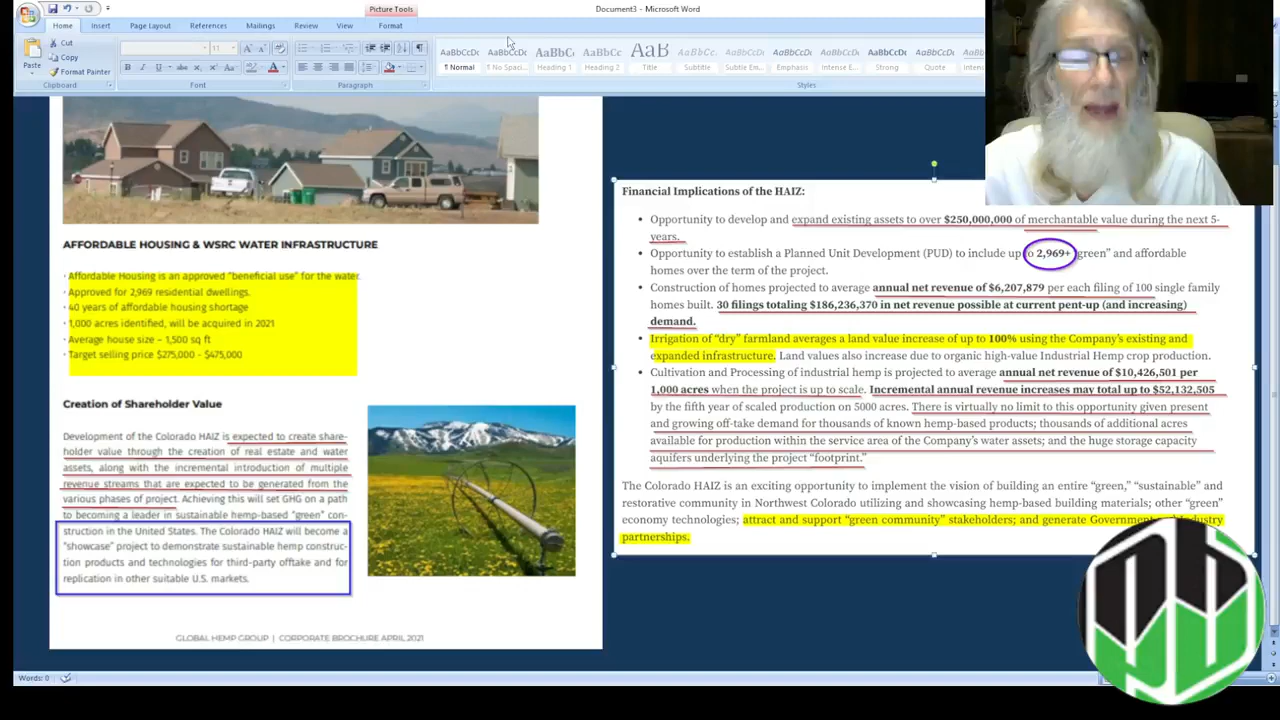 Picture Tools
Document3 - Microsoft Word
Home
Insert
Page Layout
References
Mailings
Review
View
Format
Cut
Copy
Paste
Format Painter
Clipboard
Font
Paragraph
Styles
11
AaBbCcDc
AaBbCcDc
AaBbC
AaBbCc
AaB
AaBbCcI
AaBbCcD
AaBbCcDc
AaBbCcDc
AaBbCcDc
AaBbCcDc
¶ Normal
¶ No Spaci...
Heading 1
Heading 2
Title
Subtitle
Subtle Em...
Emphasis
Intense E...
Strong
Quote
AFFORDABLE HOUSING & WSRC WATER INFRASTRUCTURE
· Affordable Housing is an approved "beneficial use" for the water.
· Approved for 2,969 residential dwellings.
· 40 years of affordable housing shortage
· 1,000 acres identified, will be acquired in 2021
· Average house size – 1,500 sq ft
· Target selling price $275,000 - $475,000
Creation of Shareholder Value
Development of the Colorado HAIZ is expected to create share-
holder value through the creation of real estate and water
assets, along with the incremental introduction of multiple
revenue streams that are expected to be generated from the
various phases of project. Achieving this will set GHG on a path
to becoming a leader in sustainable hemp-based "green" con-
struction in the United States. The Colorado HAIZ will become a
"showcase" project to demonstrate sustainable hemp construc-
tion products and technologies for third-party offtake and for
replication in other suitable U.S. markets.
GLOBAL HEMP GROUP | CORPORATE BROCHURE APRIL 2021
Financial Implications of the HAIZ:
• Opportunity to develop and expand existing assets to over $250,000,000 of merchantable value during the next 5-
years.
• Opportunity to establish a Planned Unit Development (PUD) to include up to 2,969+ "green" and affordable
homes over the term of the project.
• Construction of homes projected to average annual net revenue of $6,207,879 per each filing of 100 single family
homes built. 30 filings totaling $186,236,370 in net revenue possible at current pent-up (and increasing)
demand.
• Irrigation of "dry" farmland averages a land value increase of up to 100% using the Company's existing and
expanded infrastructure. Land values also increase due to organic high-value Industrial Hemp crop production.
• Cultivation and Processing of industrial hemp is projected to average annual net revenue of $10,426,501 per
1,000 acres when the project is up to scale. Incremental annual revenue increases may total up to $52,132,505
by the fifth year of scaled production on 5000 acres. There is virtually no limit to this opportunity given present
and growing off-take demand for thousands of known hemp-based products; thousands of additional acres
available for production within the service area of the Company's water assets; and the huge storage capacity
aquifers underlying the project "footprint."
The Colorado HAIZ is an exciting opportunity to implement the vision of building an entire "green," "sustainable" and
restorative community in Northwest Colorado utilizing and showcasing hemp-based building materials; other "green"
economy technologies; attract and support "green community" stakeholders; and generate Government Industry
partnerships.
Words: 0